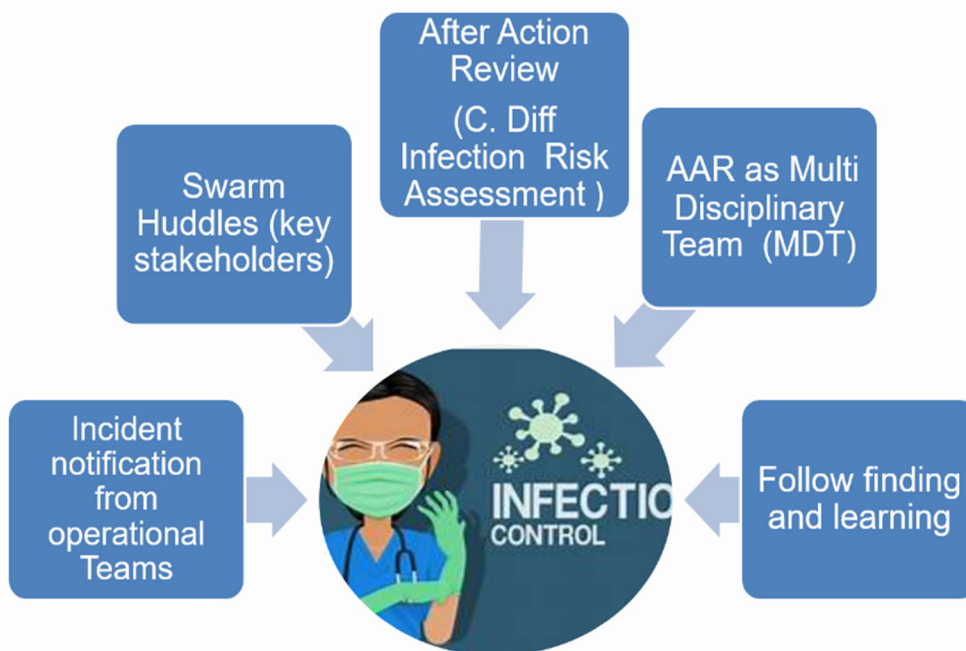 After Action
Review
(C. Diff
Infection Risk
Assessment )
Swarm
Huddles (key
stakeholders)
AAR as Multi
Disciplinary
Team (MDT)
Incident
notification
from
operational
Teams
INFECTIO
CONTROL
Follow finding
and learning